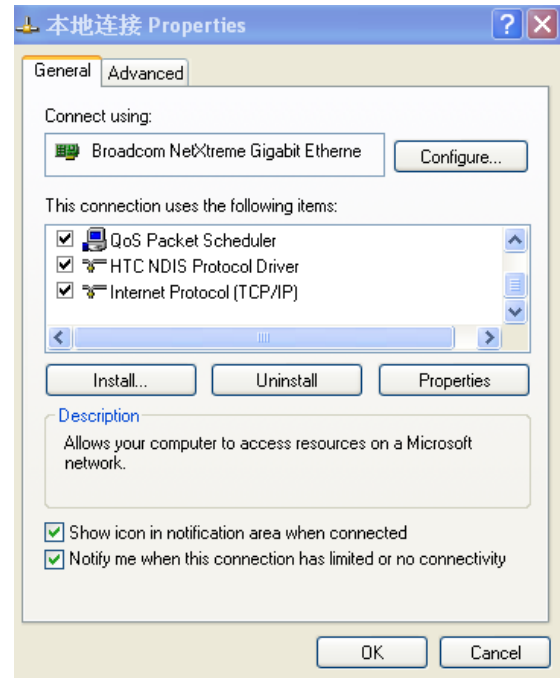 本地连接 Properties
General
Advanced
Connect using:
Broadcom NetXtreme Gigabit Etherne
Configure...
This connection uses the following items:
QoS Packet Scheduler
HTC NDIS Protocol Driver
Internet Protocol (TCP/IP)
Install...
Uninstall
Properties
Description
Allows your computer to access resources on a Microsoft
network.
Show icon in notification area when connected
Notify me when this connection has limited or no connectivity
OK
Cancel